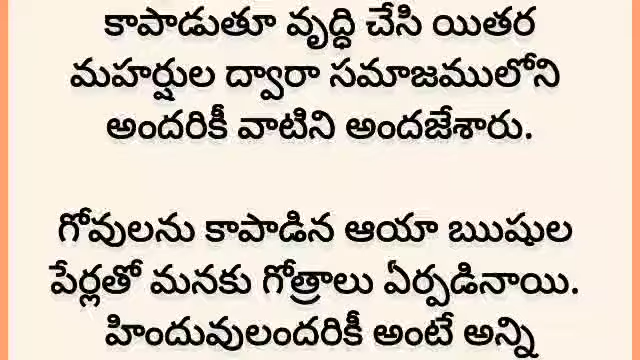 కాపాడుతూ వృద్ధి చేసి యితర
మహర్షుల ద్వారా సమాజములోని
అందరికీ వాటిని అందజేశారు.
గోవులను కాపాడిన ఆయా ఋషుల
పేర్లతో మనకు గోత్రాలు ఏర్పడినాయి.
హిందువులందరికీ అంటే అన్ని